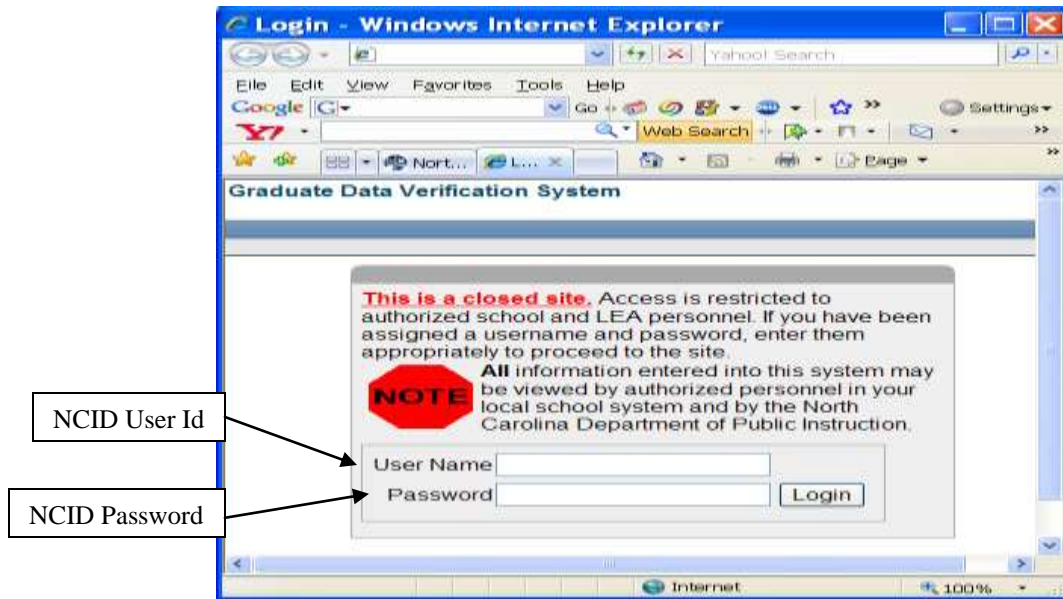 Login - Windows Internet Explorer
Yahoo! Search
File Edit View Favorites Tools Help
Google G Go Settings
Y! Web Search
Nort... L... Page
Graduate Data Verification System
This is a closed site. Access is restricted to
authorized school and LEA personnel. If you have been
assigned a username and password, enter them
appropriately to proceed to the site.
NOTE
All information entered into this system may
be viewed by authorized personnel in your
local school system and by the North
Carolina Department of Public Instruction.
NCID User Id
User Name
NCID Password
Password Login
Internet 100%